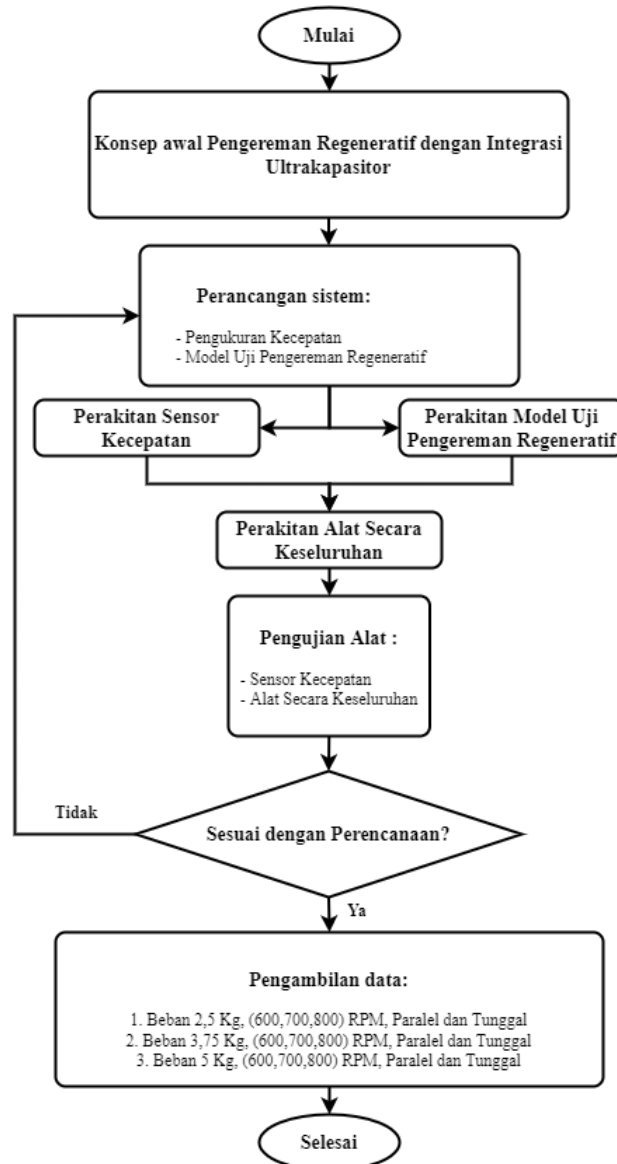 Mulai
Konsep awal Pengereman Regeneratif dengan Integrasi
Ultrakapasitor
Perancangan sistem:
- Pengukuran Kecepatan
- Model Uji Pengereman Regeneratif
Perakitan Sensor
Kecepatan
Perakitan Model Uji
Pengereman Regeneratif
Perakitan Alat Secara
Keseluruhan
Pengujian Alat :
- Sensor Kecepatan
- Alat Secara Keseluruhan
Tidak
Sesuai dengan Perencanaan?
Ya
Pengambilan data:
1. Beban 2,5 Kg, (600,700,800) RPM, Paralel dan Tunggal
2. Beban 3,75 Kg, (600,700,800) RPM, Paralel dan Tunggal
3. Beban 5 Kg, (600,700,800) RPM, Paralel dan Tunggal
Selesai